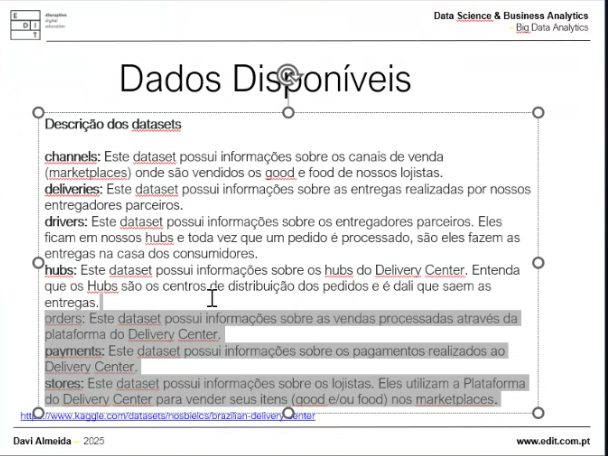 E
D I
T
disruptive
digital
education
Data Science & Business Analytics
– Big Data Analytics
Dados Disponíveis
Descrição dos datasets
channels: Este dataset possui informações sobre os canais de venda
(marketplaces) onde são vendidos os good e food de nossos lojistas.
deliveries: Este dataset possui informações sobre as entregas realizadas por nossos
entregadores parceiros.
drivers: Este dataset possui informações sobre os entregadores parceiros. Eles
ficam em nossos hubs e toda vez que um pedido é processado, são eles fazem as
entregas na casa dos consumidores.
hubs: Este dataset possui informações sobre os hubs do Delivery Center. Entenda
que os Hubs são os centros de distribuição dos pedidos e é dali que saem as
entregas.
orders: Este dataset possui informações sobre as vendas processadas através da
plataforma do Delivery Center.
payments: Este dataset possui informações sobre os pagamentos realizados ao
Delivery Center.
stores: Este dataset possui informações sobre os lojistas. Eles utilizam a Plataforma
do Delivery Center para vender seus itens (good e/ou food) nos marketplaces.
https://www.kaggle.com/datasets/nosbielcs/brazilian-delivery-center
Davi Almeida – 2025
www.edit.com.pt